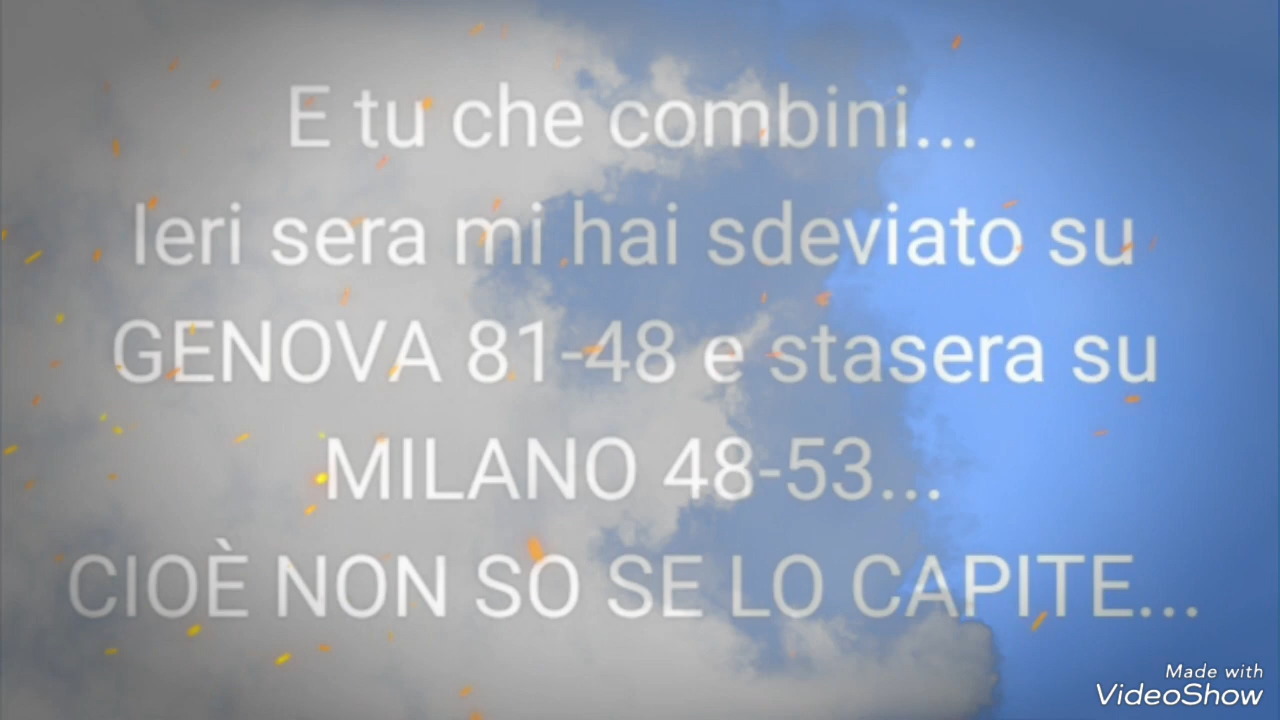 E tu che combini...
Ieri sera mi hai sdeviato su
GENOVA 81-48 e stasera su
MILANO 48-53...
CIOÈ NON SO SE LO CAPITE...
Made with
VideoShow